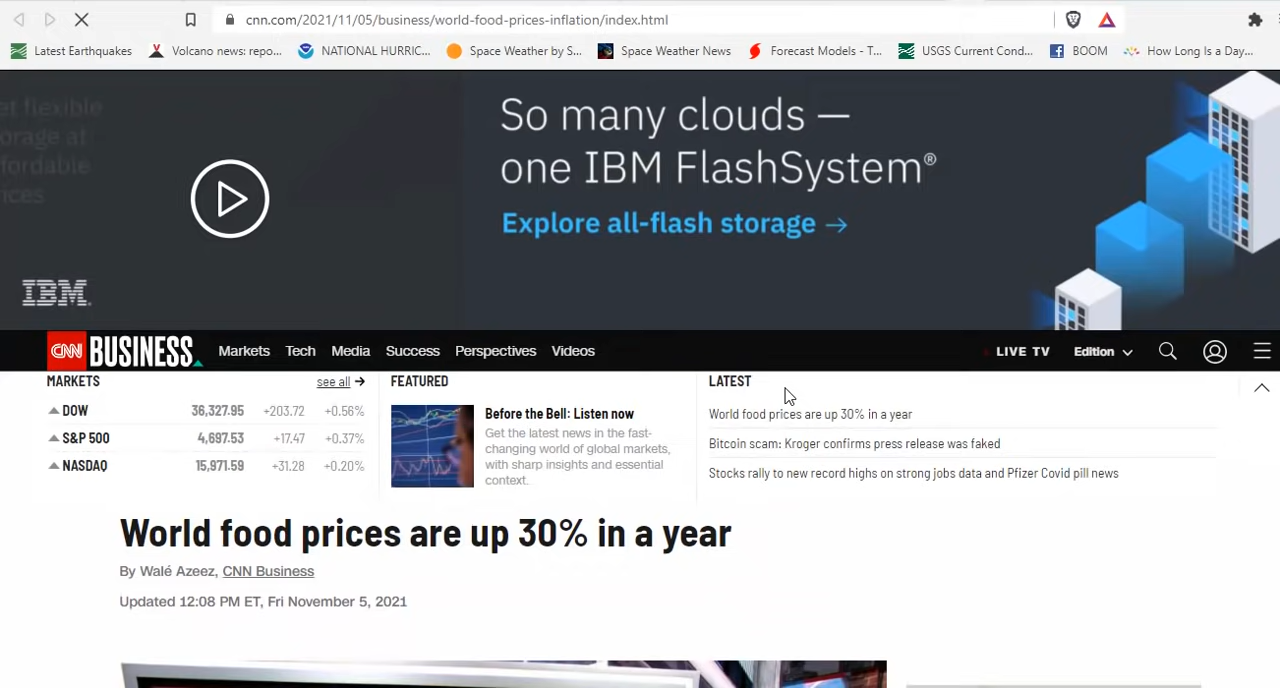 cnn.com/2021/11/05/business/world-food-prices-inflation/index.html
Latest Earthquakes Volcano news: repo... NATIONAL HURRIC... Space Weather by S... Space Weather News Forecast Models - T... USGS Current Cond... BOOM How Long Is a Day...
et flexible
orage at
fordable
ices
So many clouds —
one IBM FlashSystem®
Explore all-flash storage →
IBM
CNN BUSINESS Markets Tech Media Success Perspectives Videos LIVE TV Edition
MARKETS see all →
DOW 36,327.95 +203.72 +0.56%
S&P 500 4,697.53 +17.47 +0.37%
NASDAQ 15,971.59 +31.28 +0.20%
FEATURED
Before the Bell: Listen now
Get the latest news in the fast-
changing world of global markets,
with sharp insights and essential
context.
LATEST
World food prices are up 30% in a year
Bitcoin scam: Kroger confirms press release was faked
Stocks rally to new record highs on strong jobs data and Pfizer Covid pill news
World food prices are up 30% in a year
By Walé Azeez, CNN Business
Updated 12:08 PM ET, Fri November 5, 2021